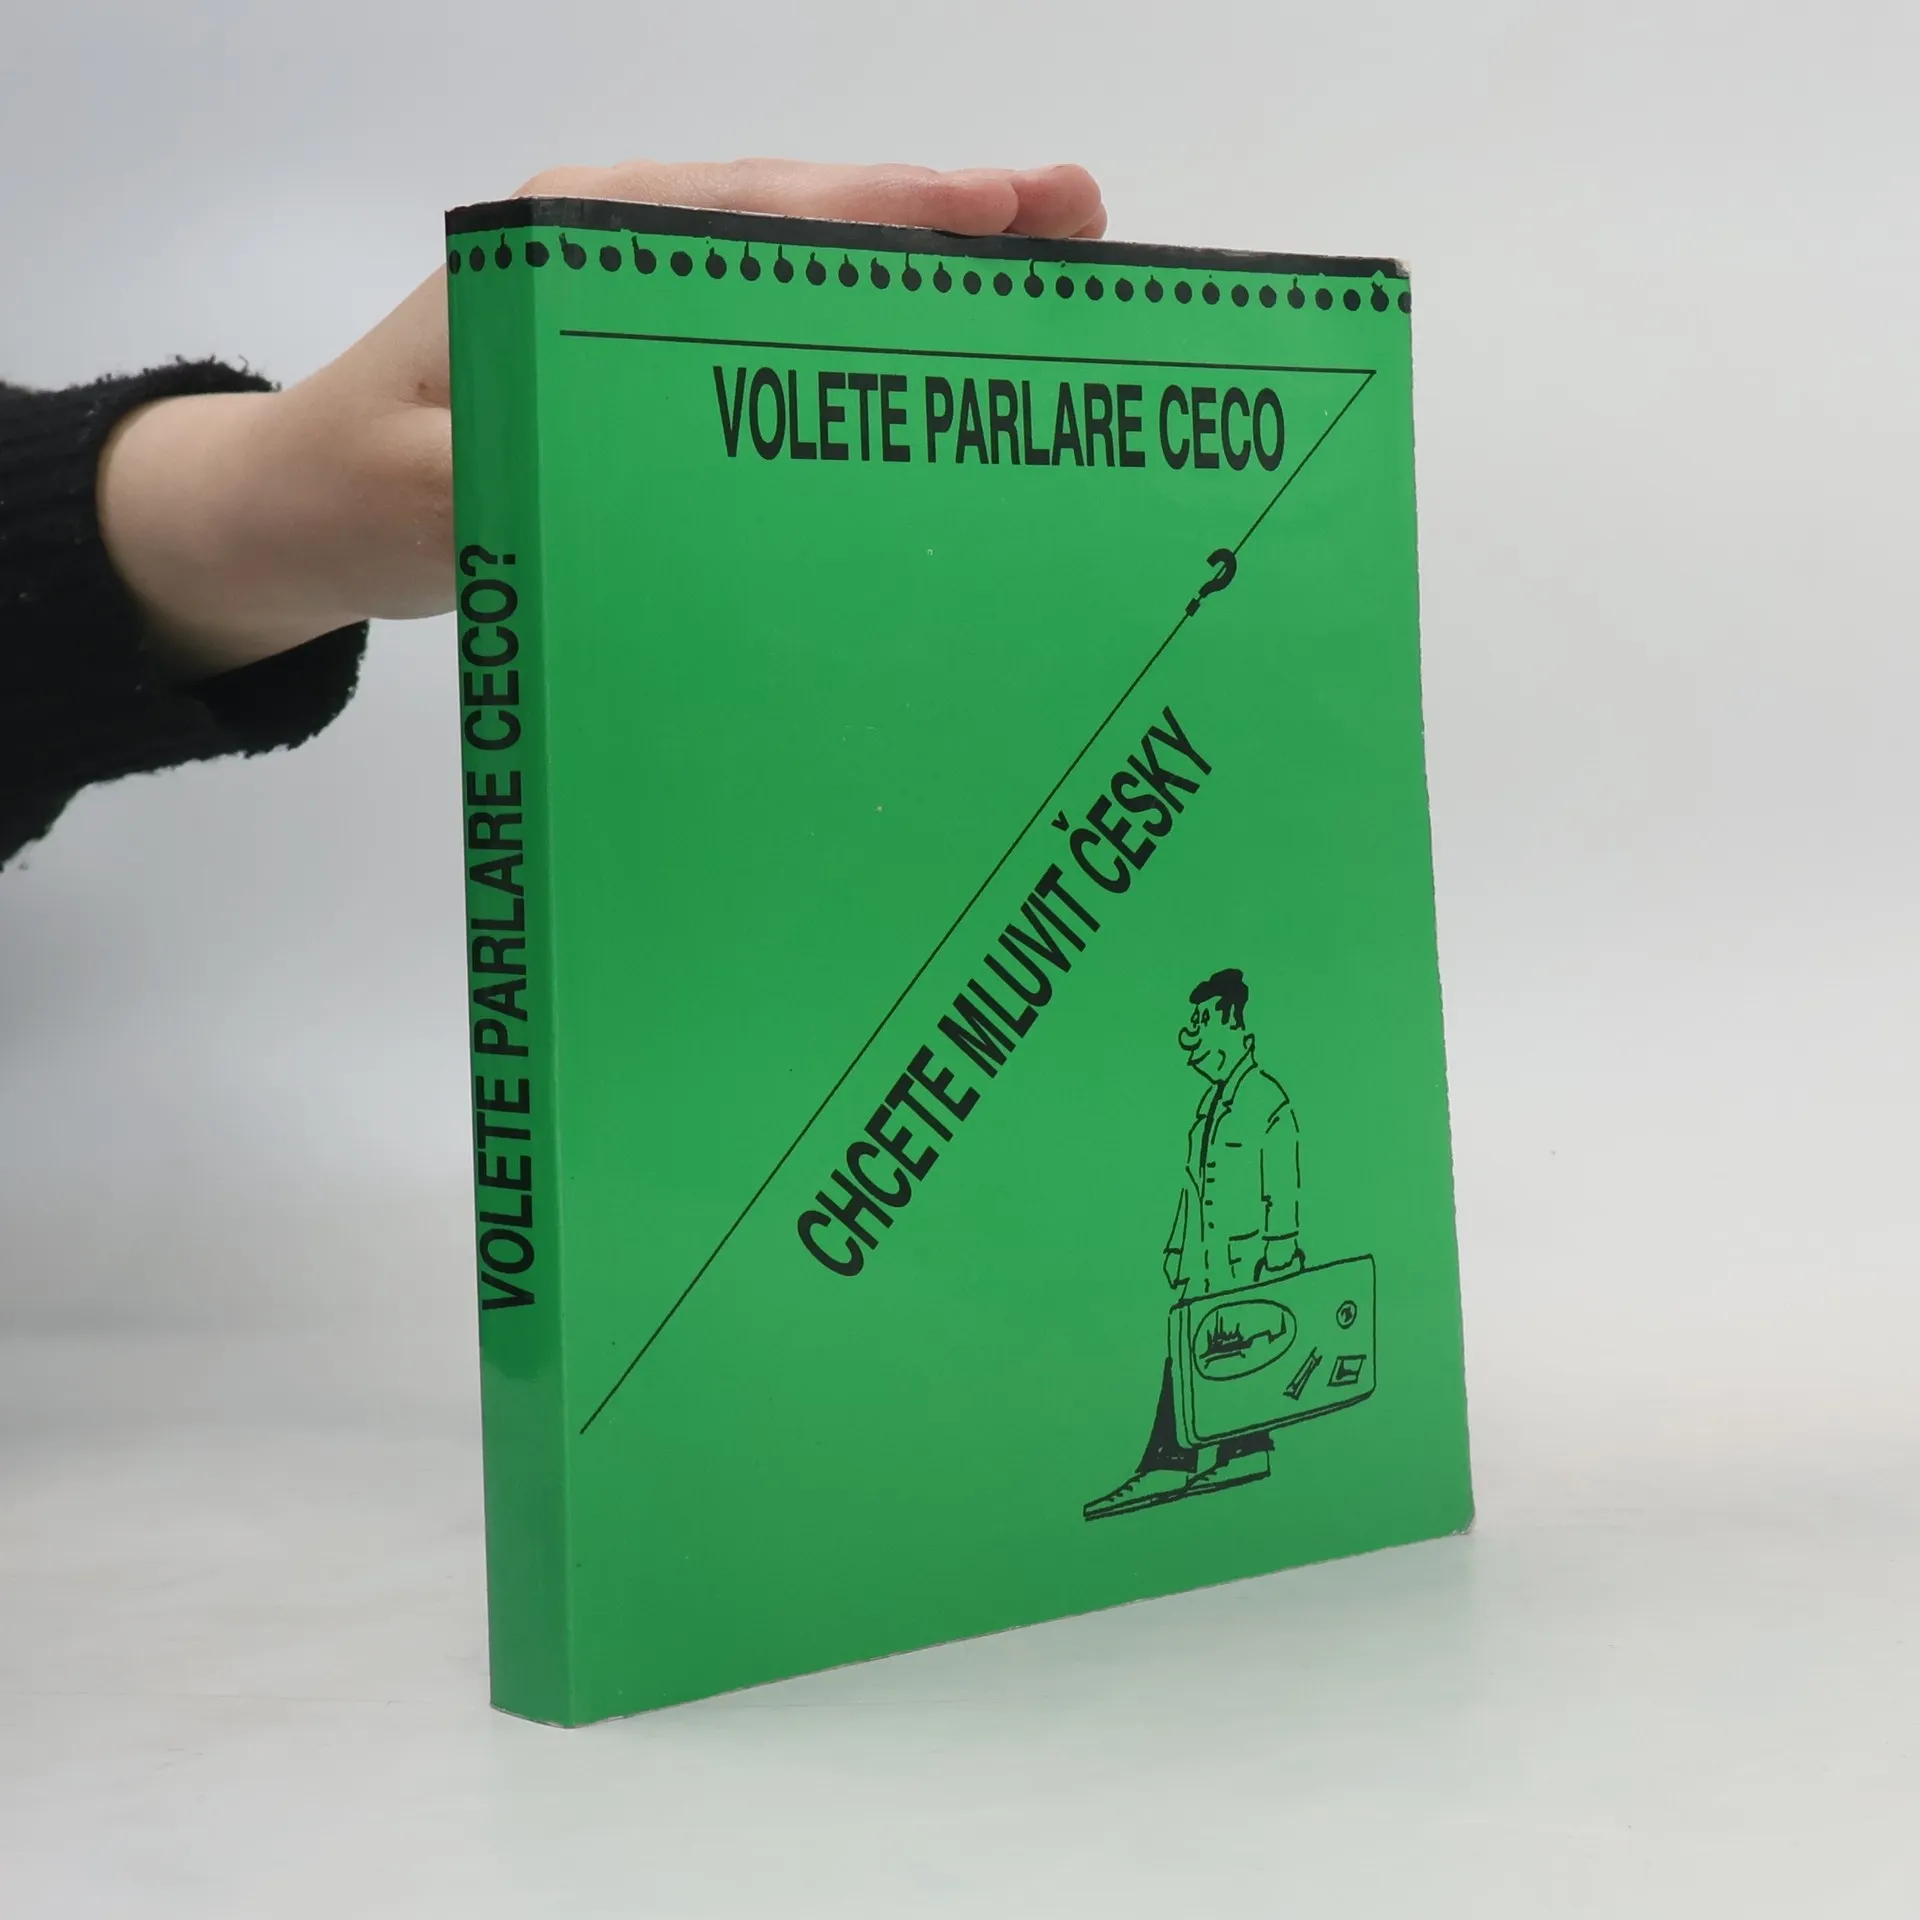 VOLETE PARLARE CECO?
VOLETE PARLARE CECO
?
CHCETE MLUVIT ČESKY